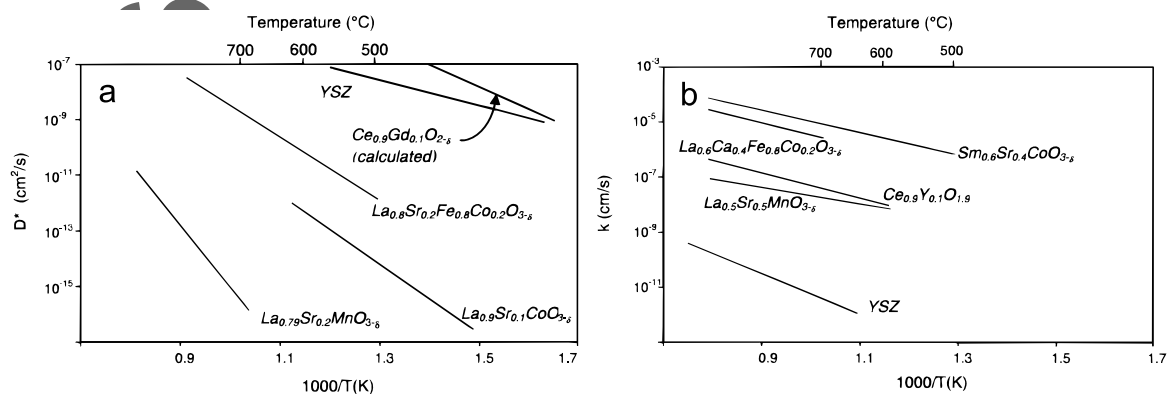 Temperature (°C)
700 600 500
10-7
10-9
10-11
10-13
10-15
D* (cm2/s)
a
YSZ
Ce0.9Gd0.1O2-δ
(calculated)
La0.8Sr0.2Fe0.8Co0.2O3-δ
La0.79Sr0.2MnO3-δ
La0.9Sr0.1CoO3-δ
0.9 1.1 1.3 1.5 1.7
1000/T(K)
Temperature (°C)
700 600 500
10-3
10-5
10-7
10-9
10-11
k (cm/s)
b
La0.6Ca0.4Fe0.8Co0.2O3-δ
Sm0.6Sr0.4CoO3-δ
Ce0.9Y0.1O1.9
La0.5Sr0.5MnO3-δ
YSZ
0.9 1.1 1.3 1.5 1.7
1000/T(K)